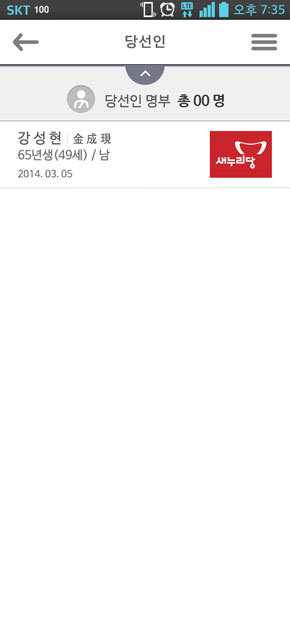 SKT 100 LTE 오후 7:35
당선인
당선인 명부 총 00 명
강성현 | 金成現
65년생(49세) / 남
새누리당
2014. 03. 05